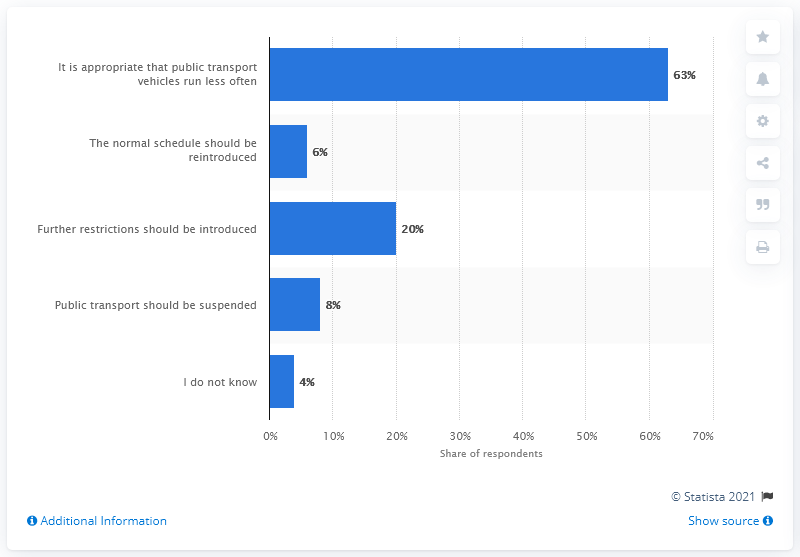 It is appropriate that public transport
vehicles run less often
63%
The normal schedule should be
reintroduced
6%
Further restrictions should be introduced
20%
Public transport should be suspended
8%
I do not know
4%
0% 10% 20% 30% 40% 50% 60% 70%
Share of respondents
© Statista 2021
Additional Information
Show source